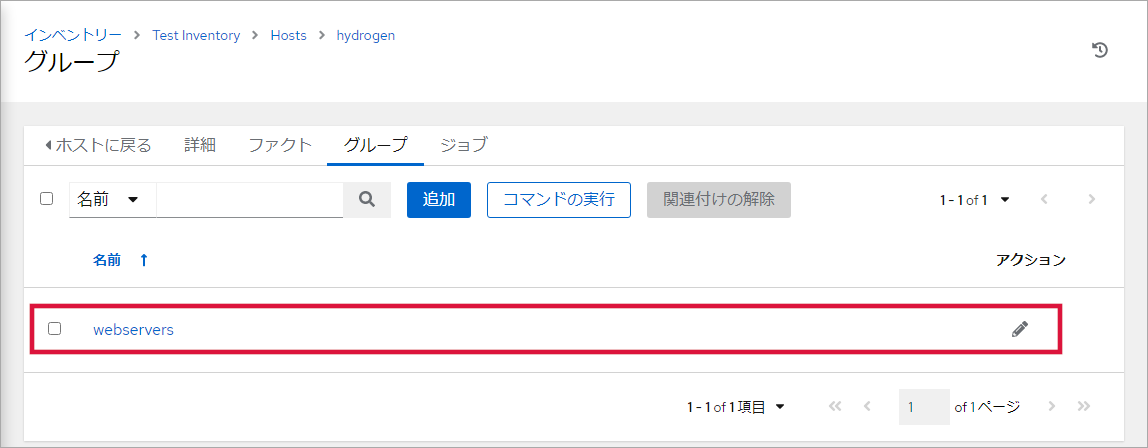 インベントリー > Test Inventory > Hosts > hydrogen
グループ
ホストに戻る 詳細 ファクト グループ ジョブ
名前 追加 コマンドの実行 関連付けの解除 1 - 1 of 1
名前 アクション
webservers
1 - 1 of 1 項目 1 of 1 ページ